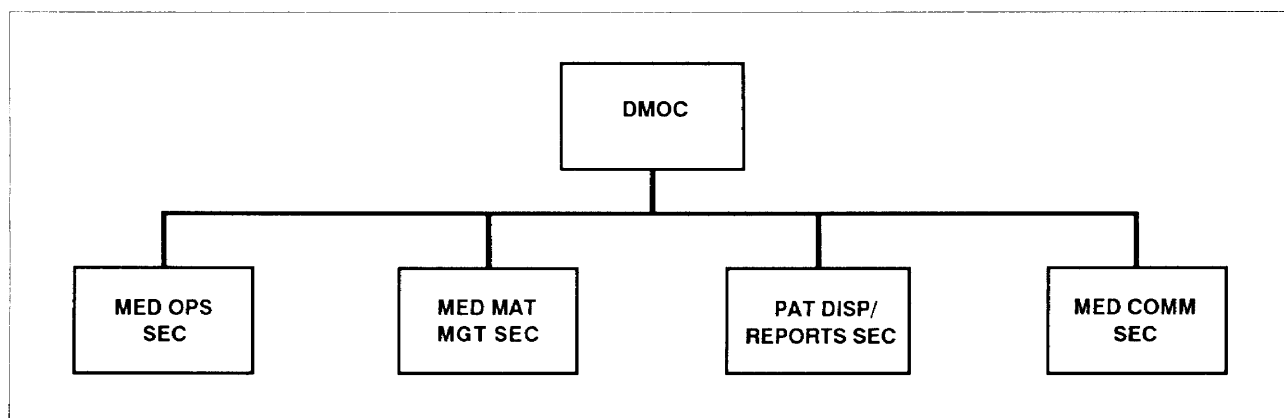 DMOC
MED OPS
SEC
MED MAT
MGT SEC
PAT DISP/
REPORTS SEC
MED COMM
SEC